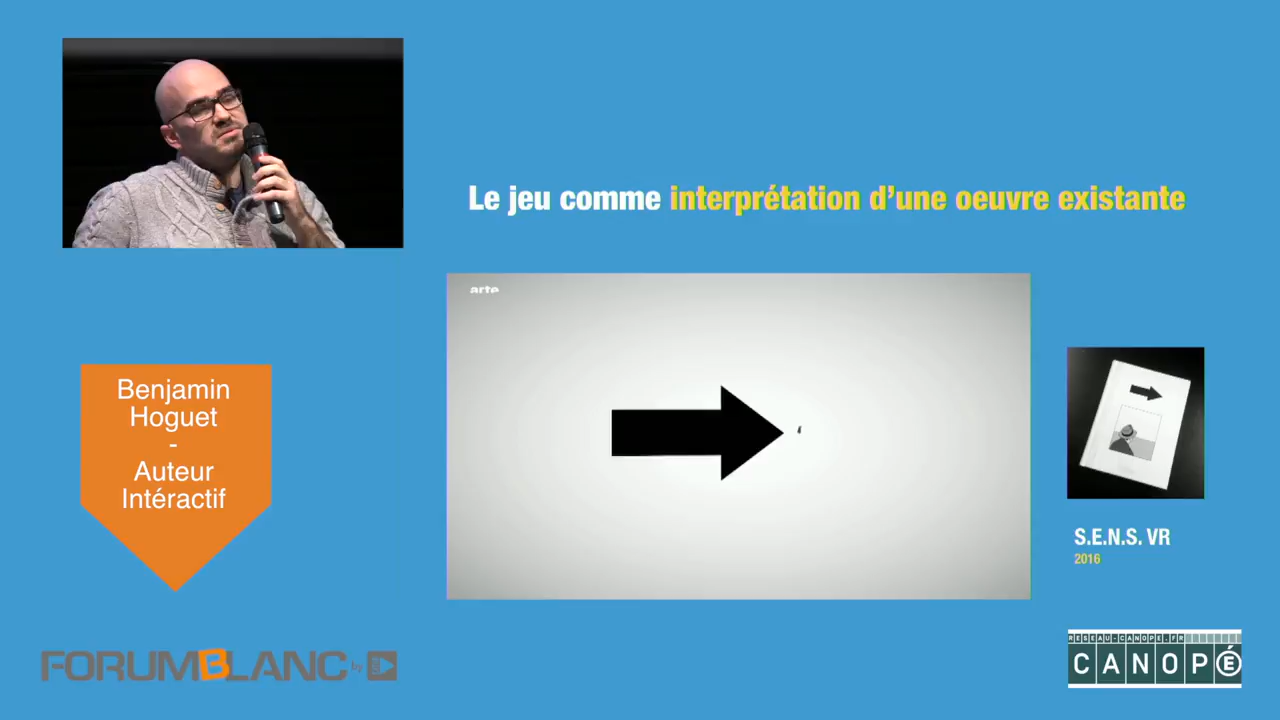 Le jeu comme interprétation d'une oeuvre existante
arte
Benjamin
Hoguet
-
Auteur
Intéractif
S.E.N.S. VR
2016
FORUMBLANC by
RESEAU-CANOPE.FR
CANOPÉ